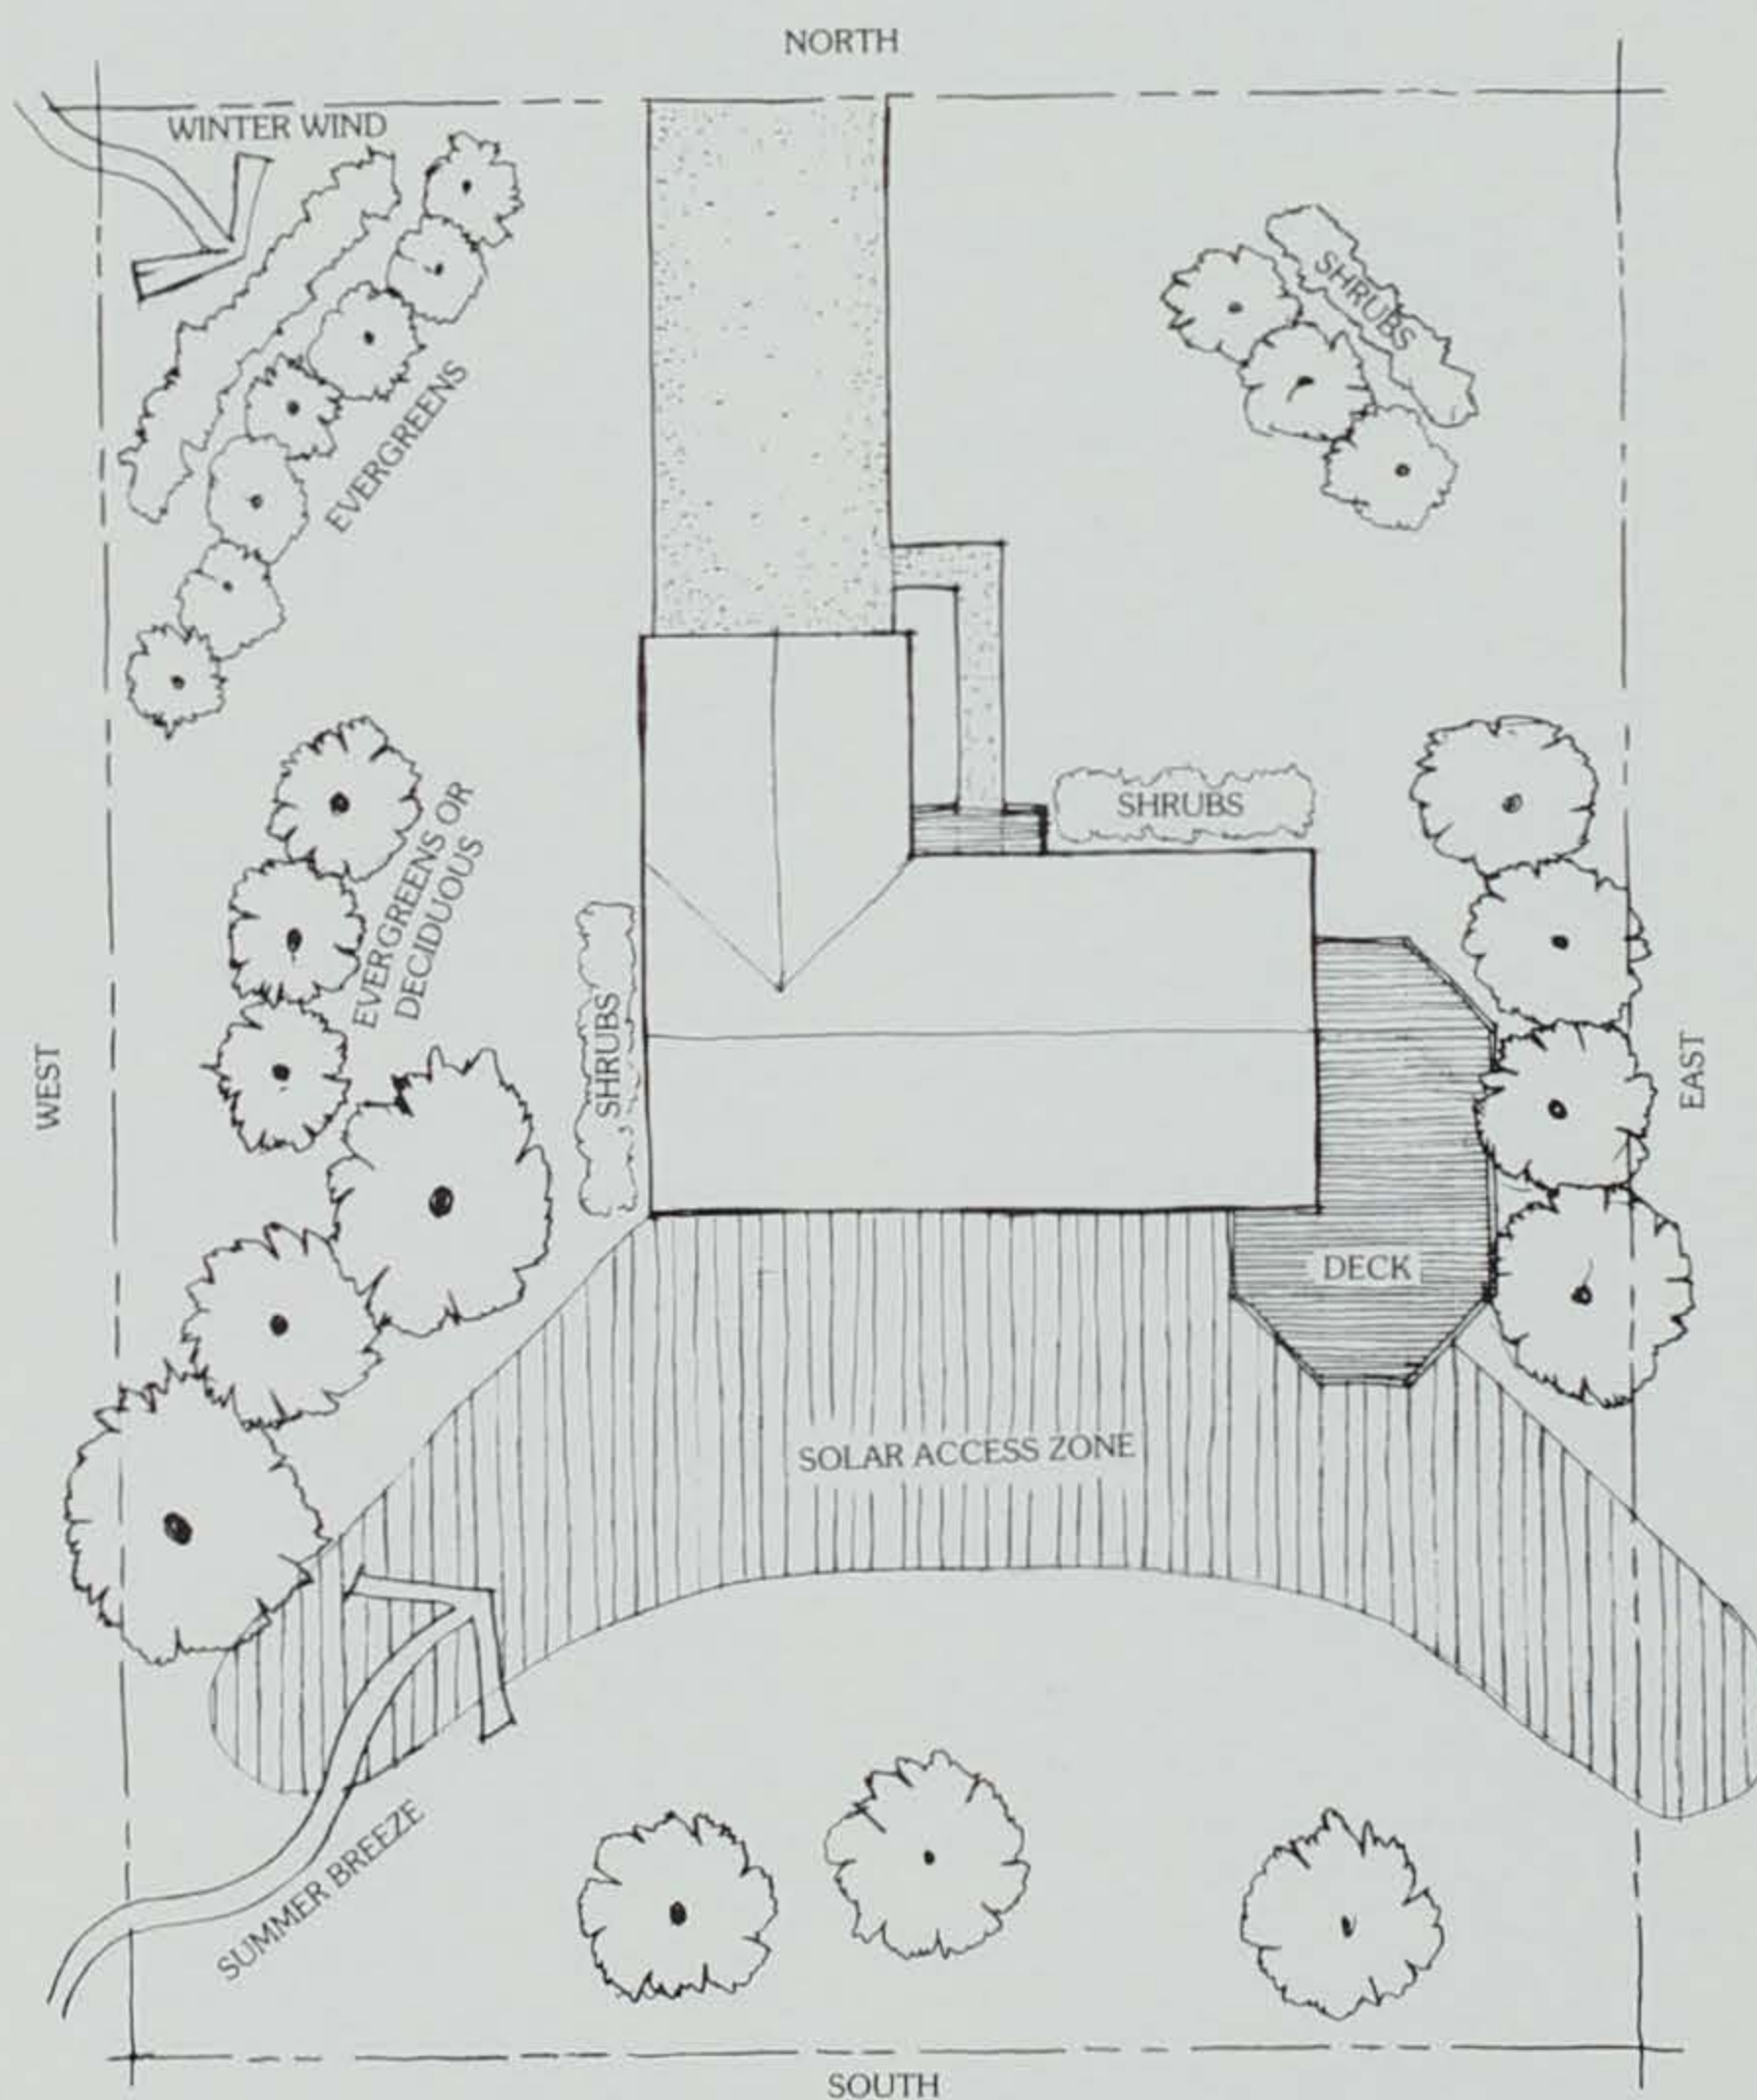 NORTH
WINTER WIND
SHRUBS
EVERGREENS
SHRUBS
EVERGREENS OR
DECIDUOUS
SHRUBS
WEST
EAST
DECK
SOLAR ACCESS ZONE
SUMMER BREEZE
SOUTH